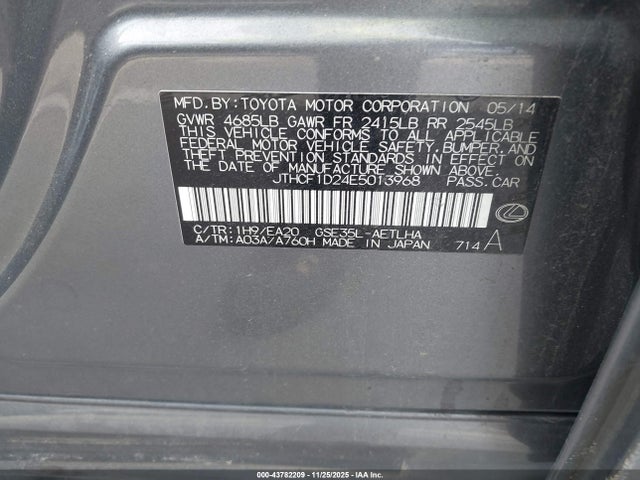 MFD. BY: TOYOTA MOTOR CORPORATION 05/14
GVWR 4685LB GAWR FR 2415LB RR 2545LB
THIS VEHICLE CONFORMS TO ALL APPLICABLE
FEDERAL MOTOR VEHICLE SAFETY, BUMPER, AND
THEFT PREVENTION STANDARDS IN EFFECT ON
THE DATE OF MANUFACTURE SHOWN ABOVE.
JTHCF1D24E5013968 PASS. CAR
C/TR: 1H9/EA20 GSE35L-AETLHA
A/TM: A03A/A760H MADE IN JAPAN 714 A
000-43782209 - 11/25/2025 - IAA Inc.